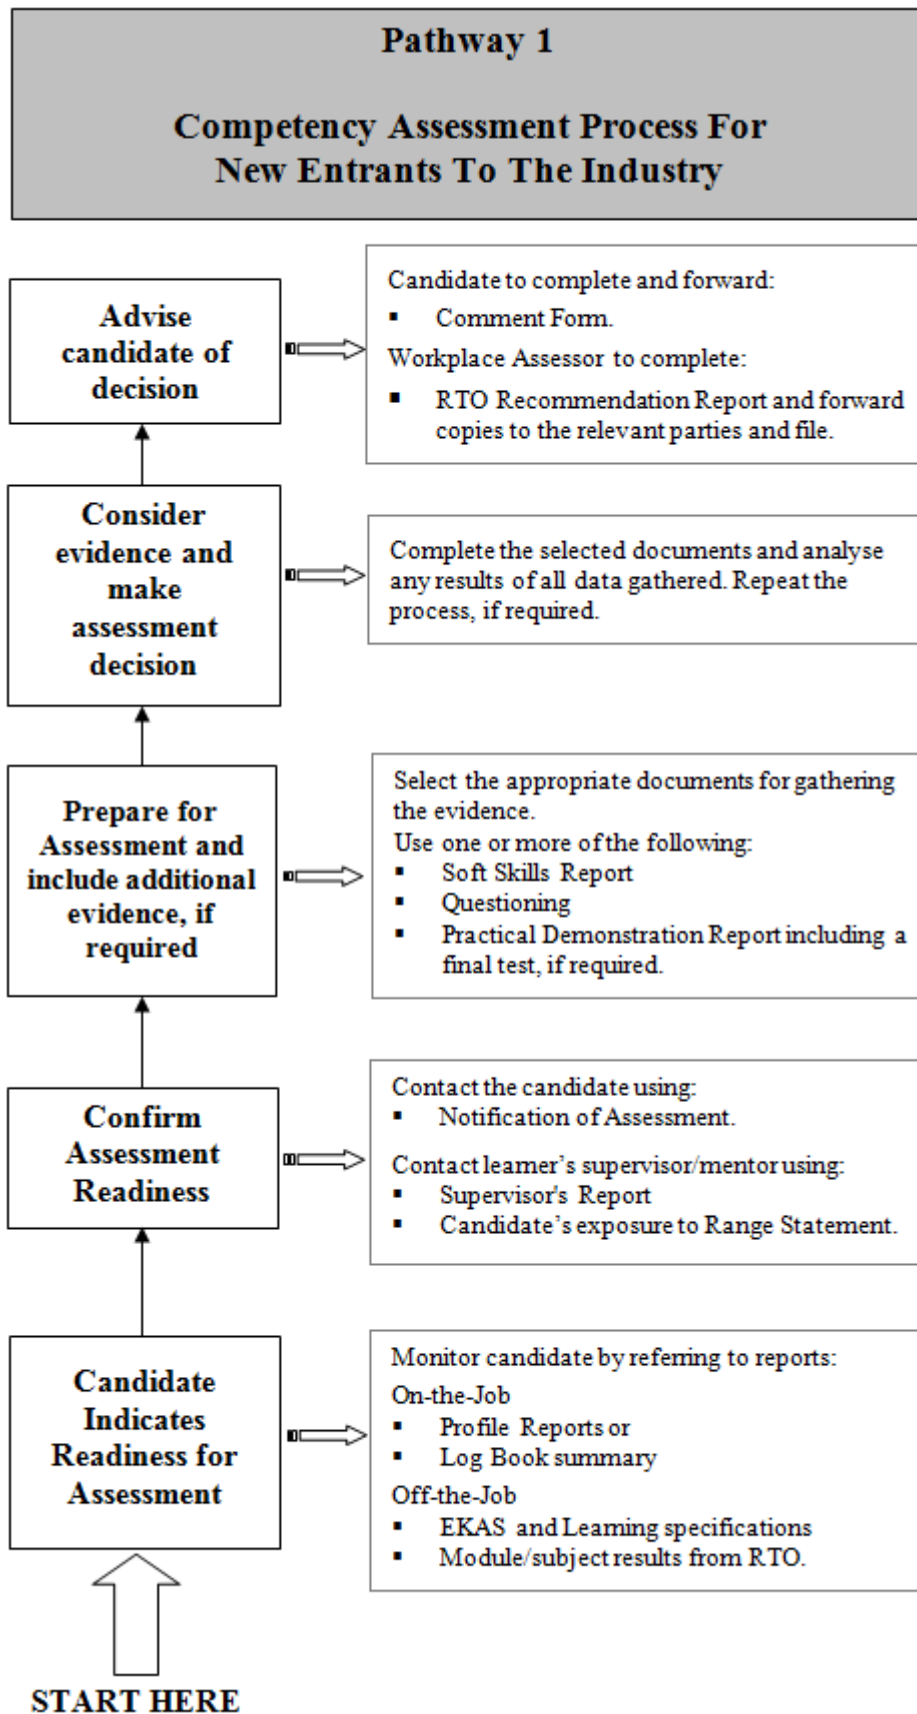 Pathway 1
Competency Assessment Process For
New Entrants To The Industry
Advise
candidate of
decision
Candidate to complete and forward:
▪ Comment Form.
Workplace Assessor to complete:
▪ RTO Recommendation Report and forward
copies to the relevant parties and file.
Consider
evidence and
make
assessment
decision
Complete the selected documents and analyse
any results of all data gathered. Repeat the
process, if required.
Prepare for
Assessment and
include additional
evidence, if
required
Select the appropriate documents for gathering
the evidence.
Use one or more of the following:
▪ Soft Skills Report
▪ Questioning
▪ Practical Demonstration Report including a
final test, if required.
Confirm
Assessment
Readiness
Contact the candidate using:
▪ Notification of Assessment.
Contact learner’s supervisor/mentor using:
▪ Supervisor's Report
▪ Candidate’s exposure to Range Statement.
Candidate
Indicates
Readiness for
Assessment
Monitor candidate by referring to reports:
On-the-Job
▪ Profile Reports or
▪ Log Book summary
Off-the-Job
▪ EKAS and Learning specifications
▪ Module/subject results from RTO.
START HERE